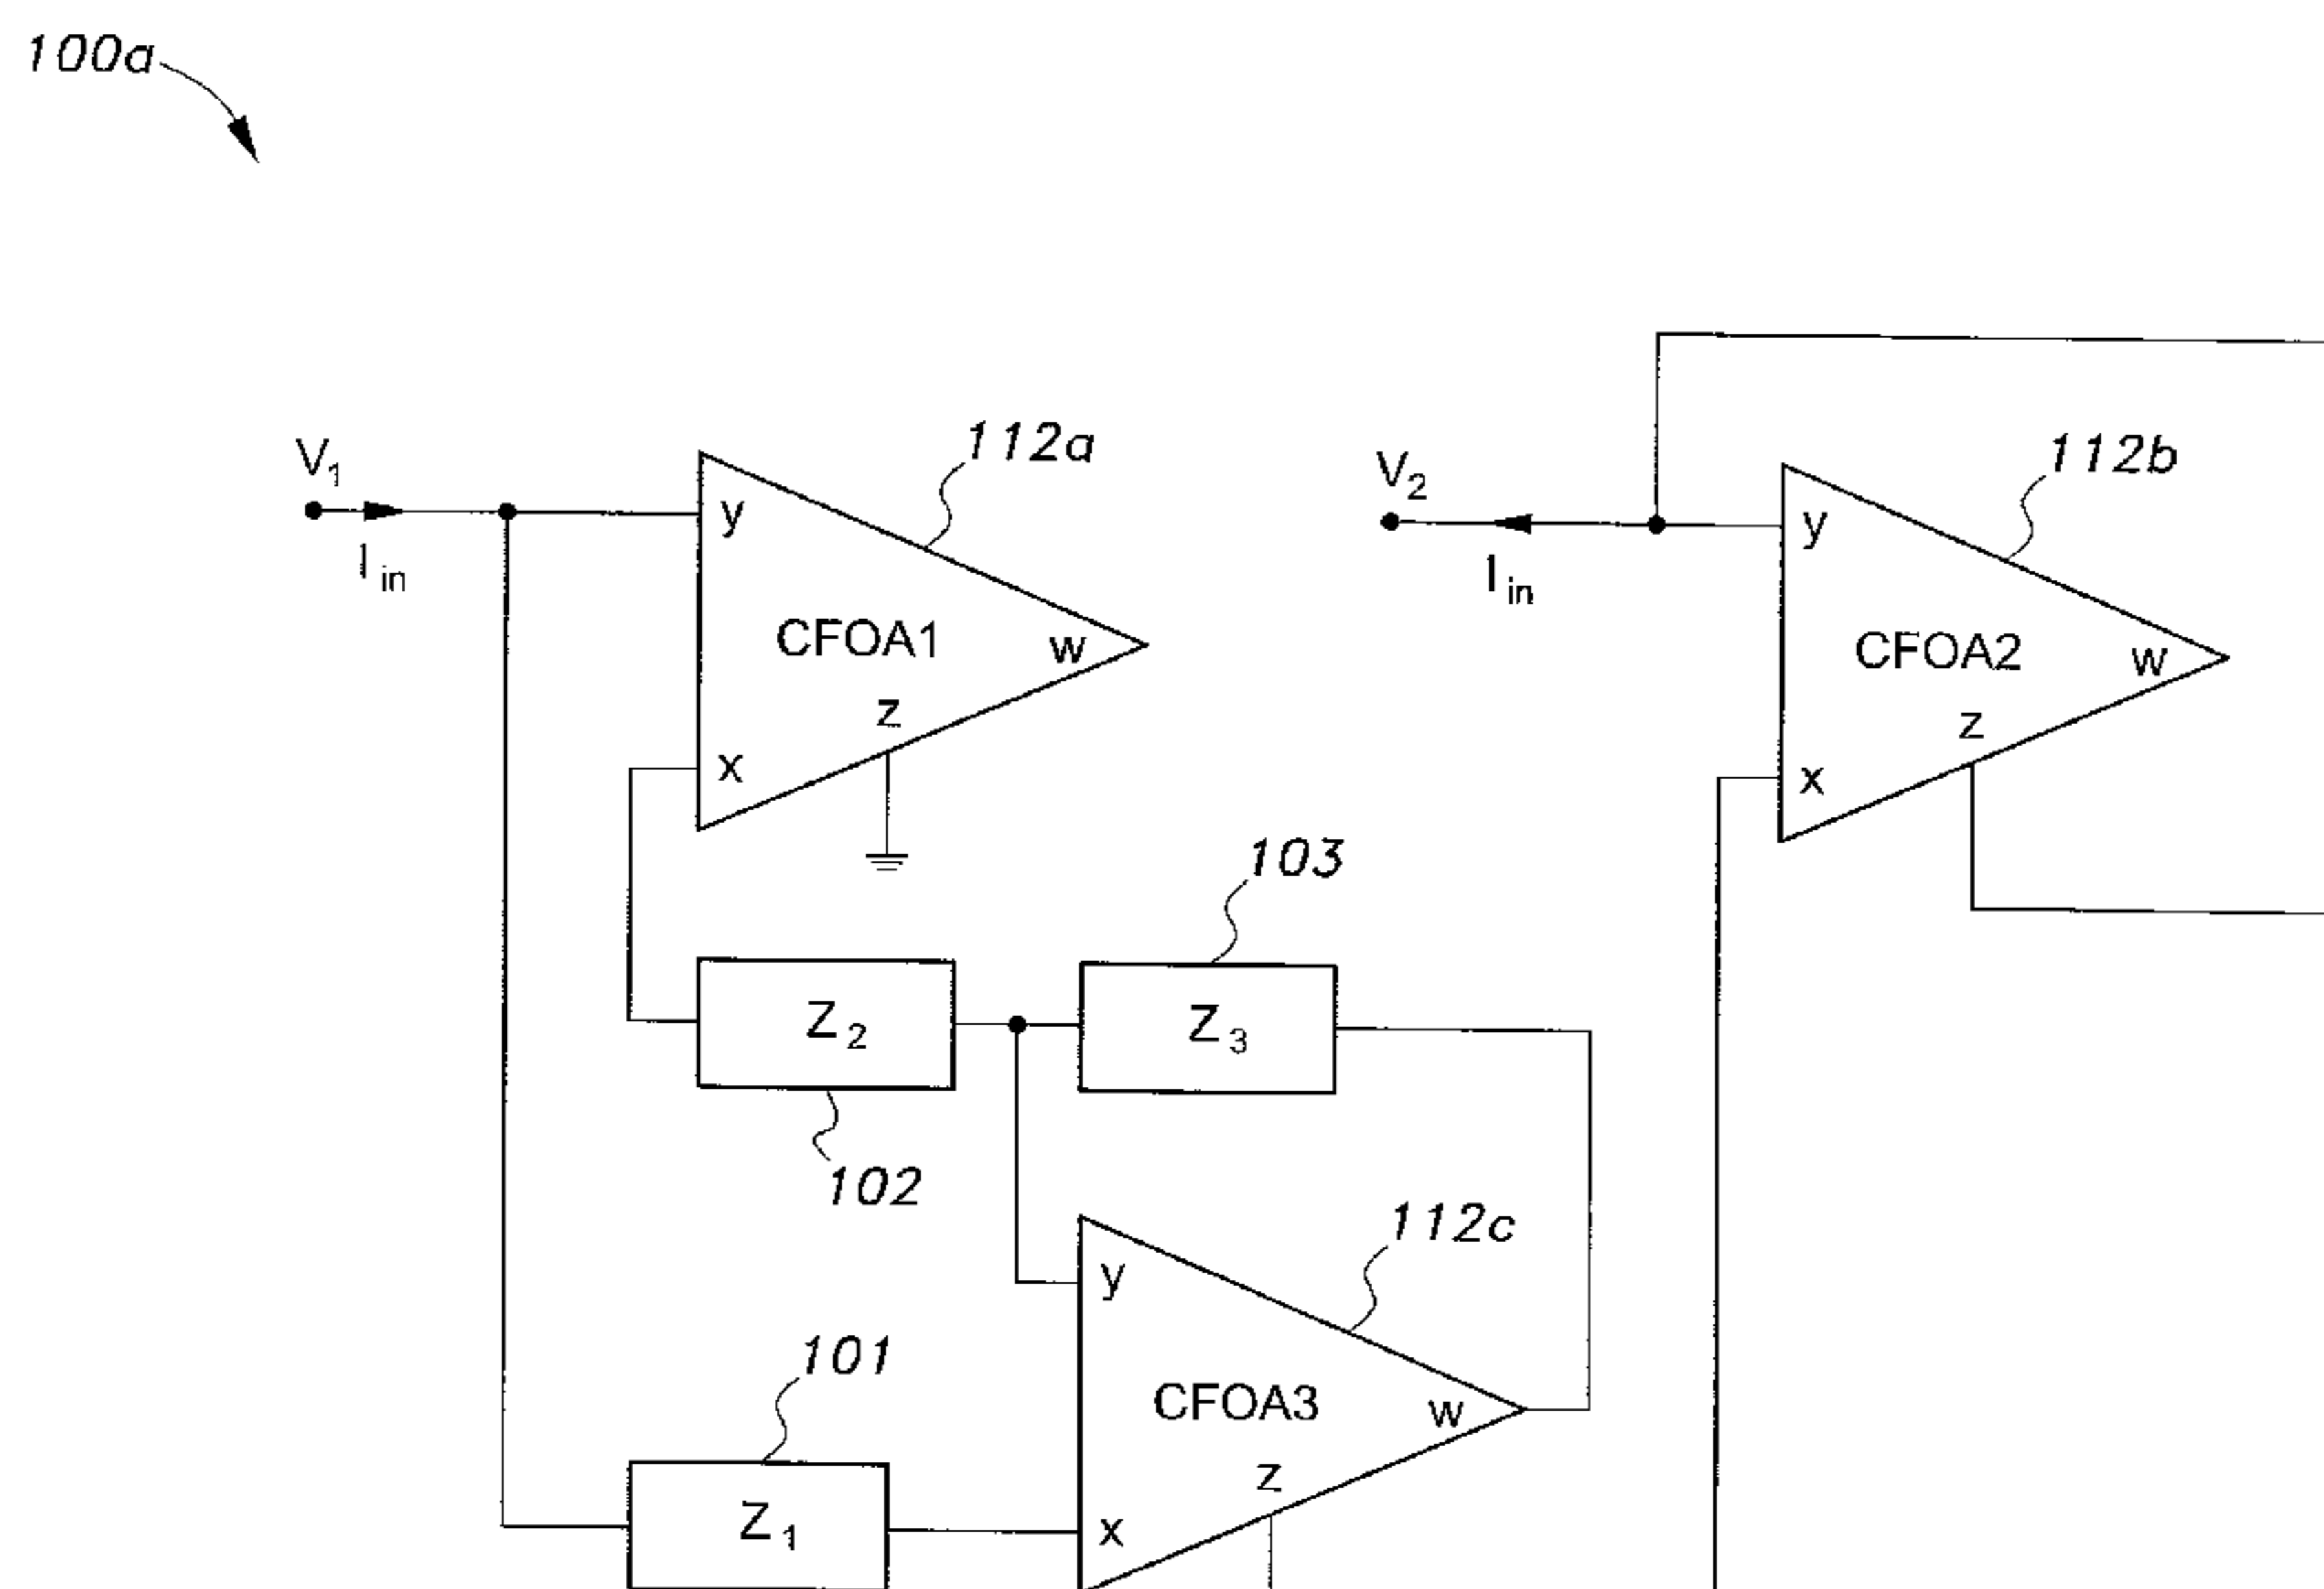 100a
112a
V1
Iin
y
CFOA1
w
z
x
112b
V2
Iin
y
CFOA2
w
z
x
103
Z2
Z3
102
112c
y
101
CFOA3
w
z
Z1
x